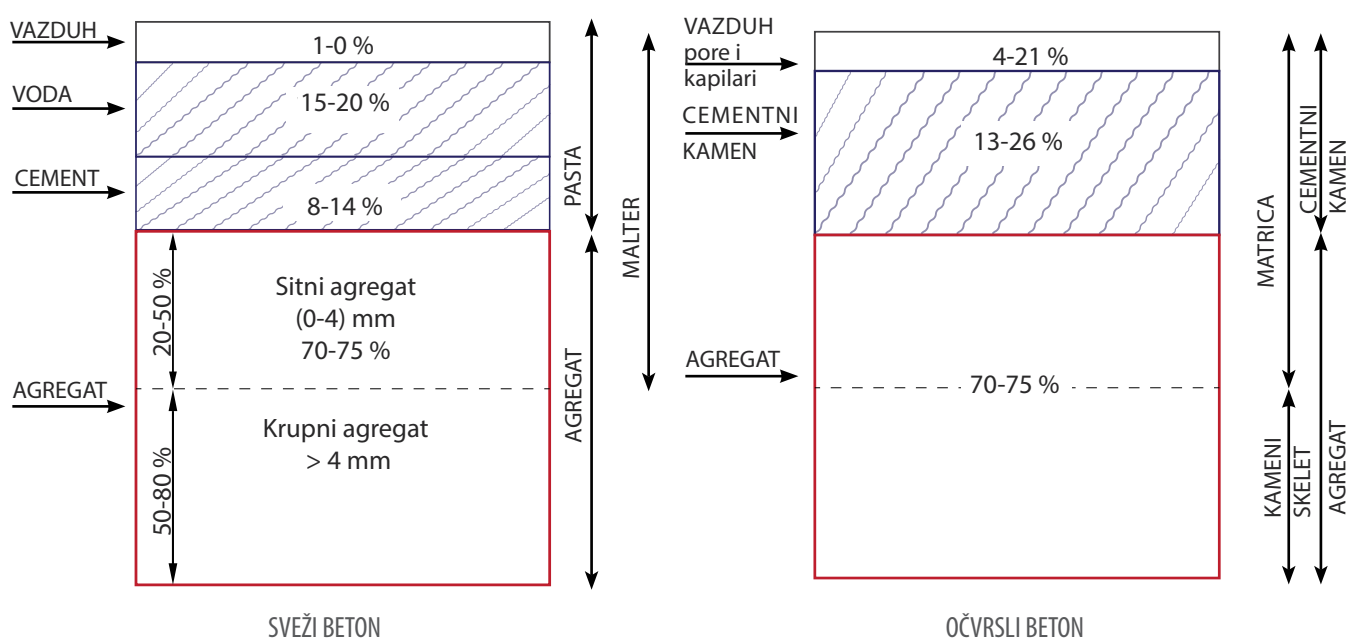 VAZDUH
1-0 %
VODA
15-20 %
CEMENT
8-14 %
20-50 %
Sitni agregat
(0-4) mm
70-75 %
AGREGAT
50-80 %
Krupni agregat
> 4 mm
PASTA
AGREGAT
MALTER
SVEŽI BETON
VAZDUH
pore i
kapilari
4-21 %
CEMENTNI
KAMEN
13-26 %
AGREGAT
70-75 %
MATRICA
KAMENI
SKELET
CEMENTNI
KAMEN
AGREGAT
OČVRSLI BETON